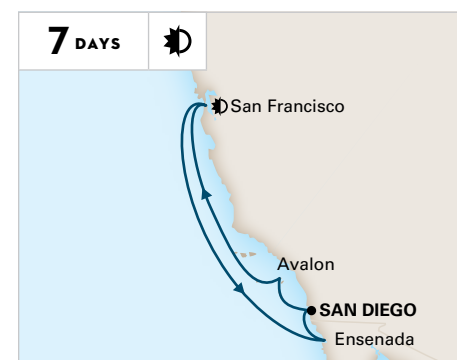 7 DAYS
San Francisco
Avalon
SAN DIEGO
Ensenada